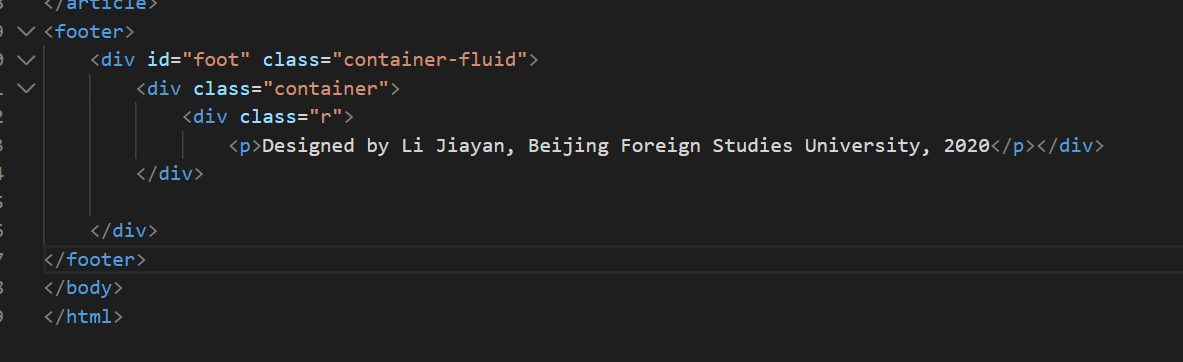 </article>
<footer>
<div id="foot" class="container-fluid">
<div class="container">
<div class="r">
<p>Designed by Li Jiayan, Beijing Foreign Studies University, 2020</p></div>
</div>
</div>
</footer>
</body>
</html>